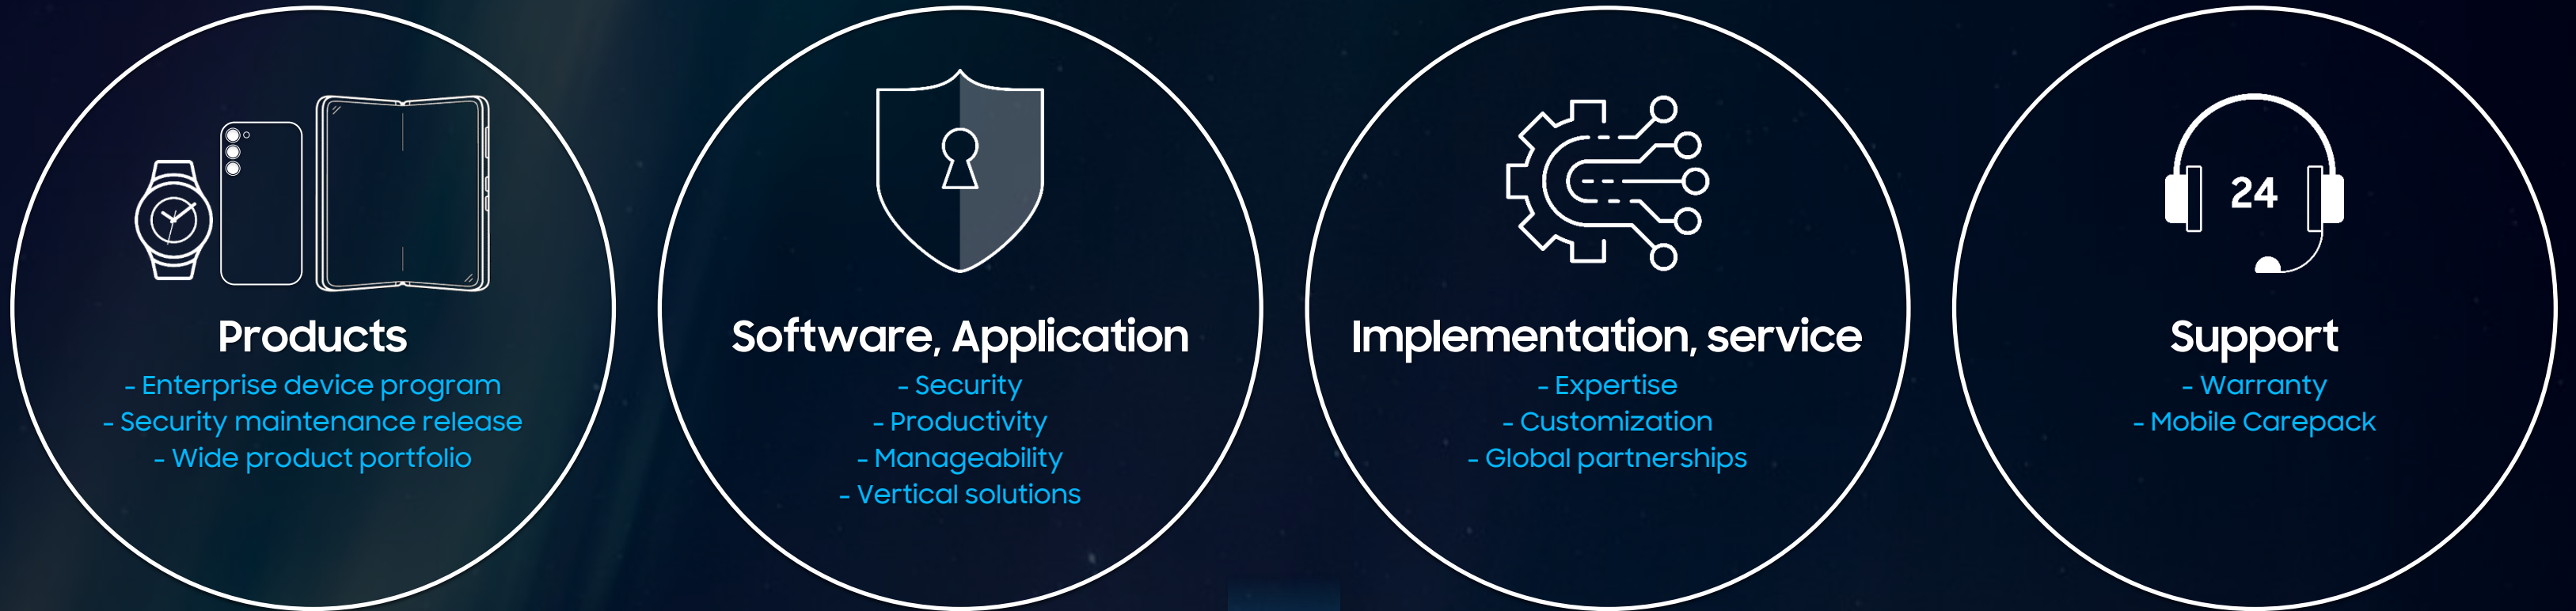 Products
- Enterprise device program
- Security maintenance release
- Wide product portfolio
Software, Application
- Security
- Productivity
- Manageability
- Vertical solutions
Implementation, service
- Expertise
- Customization
- Global partnerships
24
Support
- Warranty
- Mobile Carepack